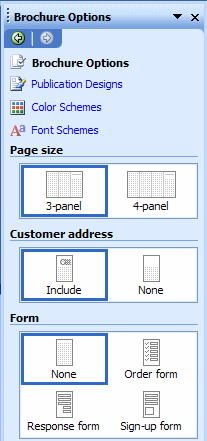 Brochure Options
Brochure Options
Publication Designs
Color Schemes
Font Schemes
Page size
3-panel 4-panel
Customer address
Include None
Form
None Order form
Response form Sign-up form